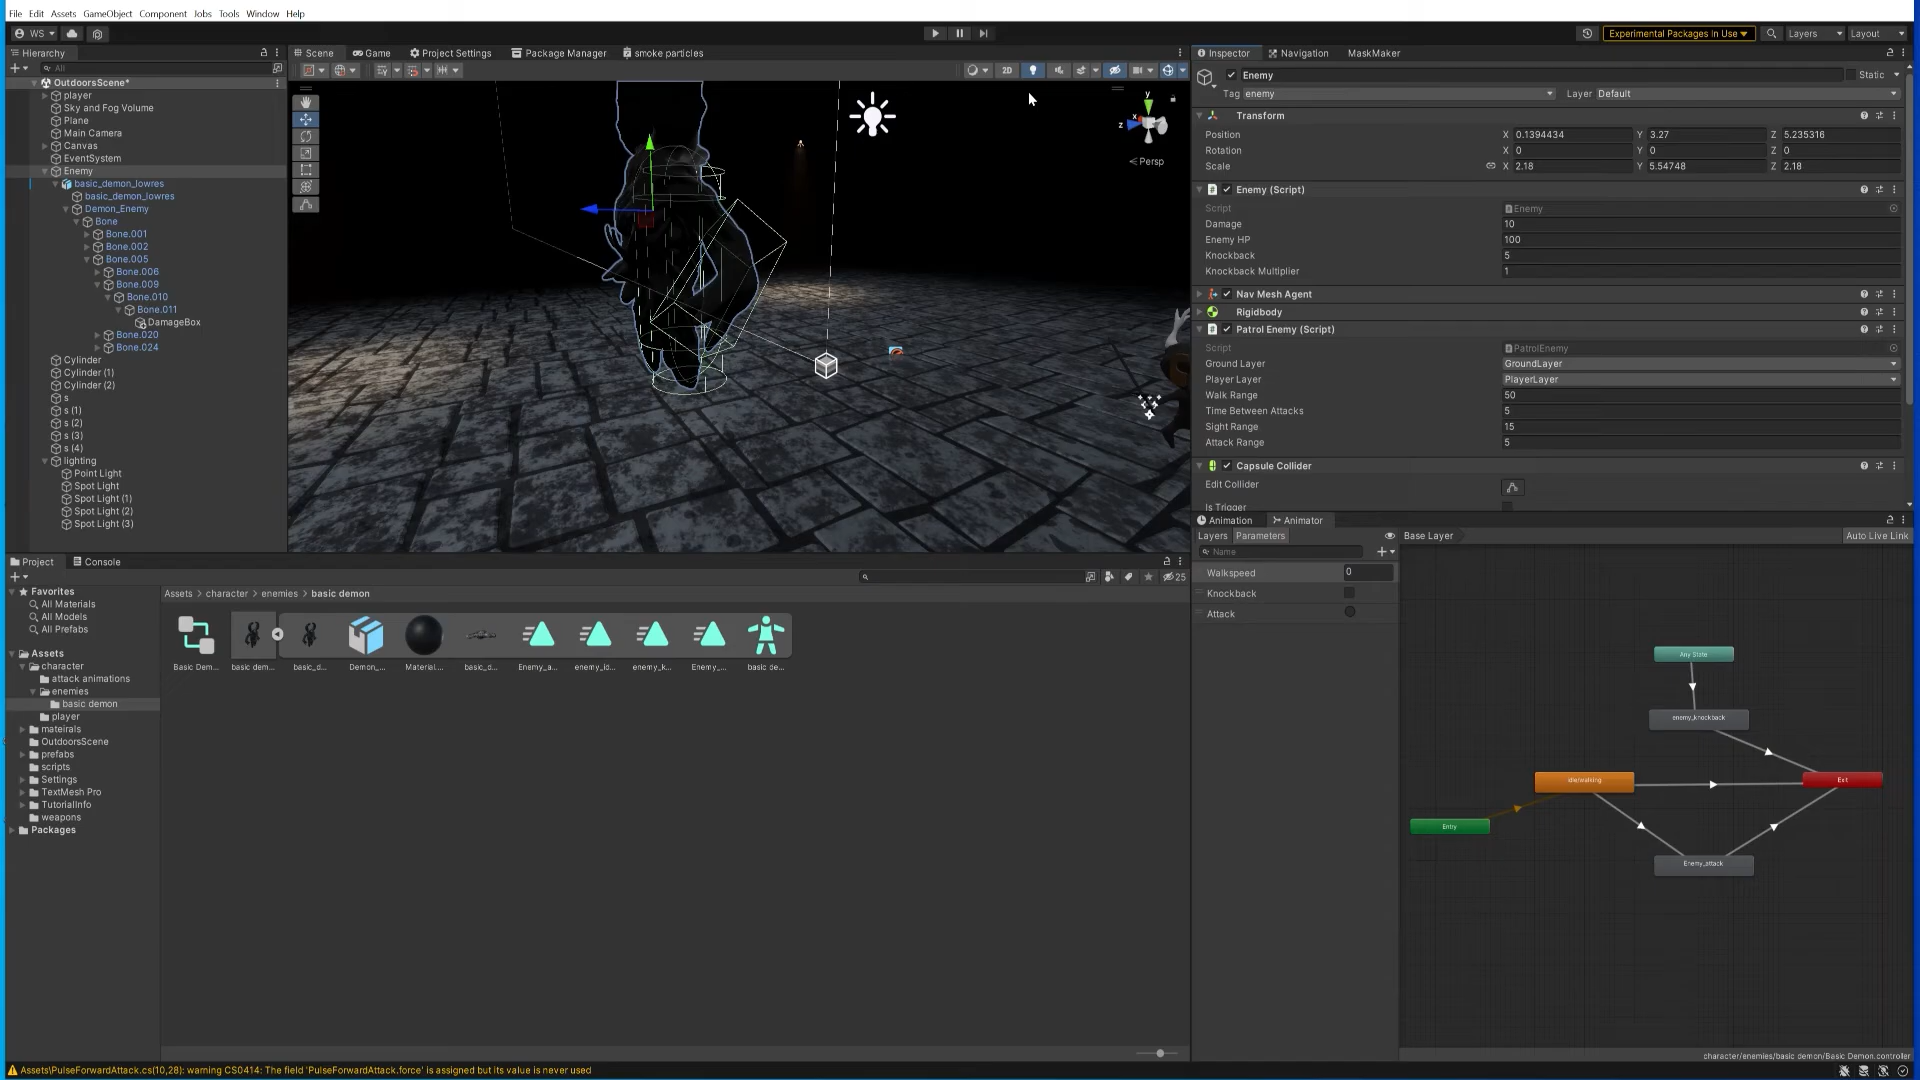 File Edit Assets GameObject Component Jobs Tools Window Help
WS
Experimental Packages In Use
Layers
Layout
Hierarchy
All
OutdoorsScene*
player
Sky and Fog Volume
Plane
Main Camera
Canvas
EventSystem
Enemy
basic_demon_lowres
basic_demon_lowres
Demon_Enemy
Bone
Bone.001
Bone.002
Bone.005
Bone.006
Bone.009
Bone.010
Bone.011
DamageBox
Bone.020
Bone.024
Cylinder
Cylinder (1)
Cylinder (2)
s
s (1)
s (2)
s (3)
s (4)
lighting
Point Light
Spot Light
Spot Light (1)
Spot Light (2)
Spot Light (3)
Scene Game Project Settings Package Manager smoke particles
2D
y
x
z
Persp
Inspector Navigation MaskMaker
Enemy
Static
Tag enemy
Layer Default
Transform
Position X 0.1394434 Y 3.27 Z 5.235316
Rotation X 0 Y 0 Z 0
Scale X 2.18 Y 5.54748 Z 2.18
Enemy (Script)
Script Enemy
Damage 10
Enemy HP 100
Knockback 5
Knockback Multiplier 1
Nav Mesh Agent
Rigidbody
Patrol Enemy (Script)
Script PatrolEnemy
Ground Layer GroundLayer
Player Layer PlayerLayer
Walk Range 50
Time Between Attacks 5
Sight Range 15
Attack Range 5
Capsule Collider
Edit Collider
Is Trigger
Project Console
25
Favorites
All Materials
All Models
All Prefabs
Assets
character
attack animations
enemies
basic demon
player
mateirals
OutdoorsScene
prefabs
scripts
Settings
TextMesh Pro
TutorialInfo
weapons
Packages
Assets > character > enemies > basic demon
Basic Dem... basic dem... basic_d... Demon_... Material.... basic_d... Enemy_a... enemy_id... enemy_k... Enemy_... basic de...
Animation Animator
Layers Parameters
Base Layer
Auto Live Link
Name
Walkspeed 0
Knockback
Attack
Any State
enemy_knockback
idle\walking
Exit
Entry
Enemy_attack
character/enemies/basic demon/Basic Demon.controller
Assets\PulseForwardAttack.cs(10,28): warning CS0414: The field 'PulseForwardAttack.force' is assigned but its value is never used